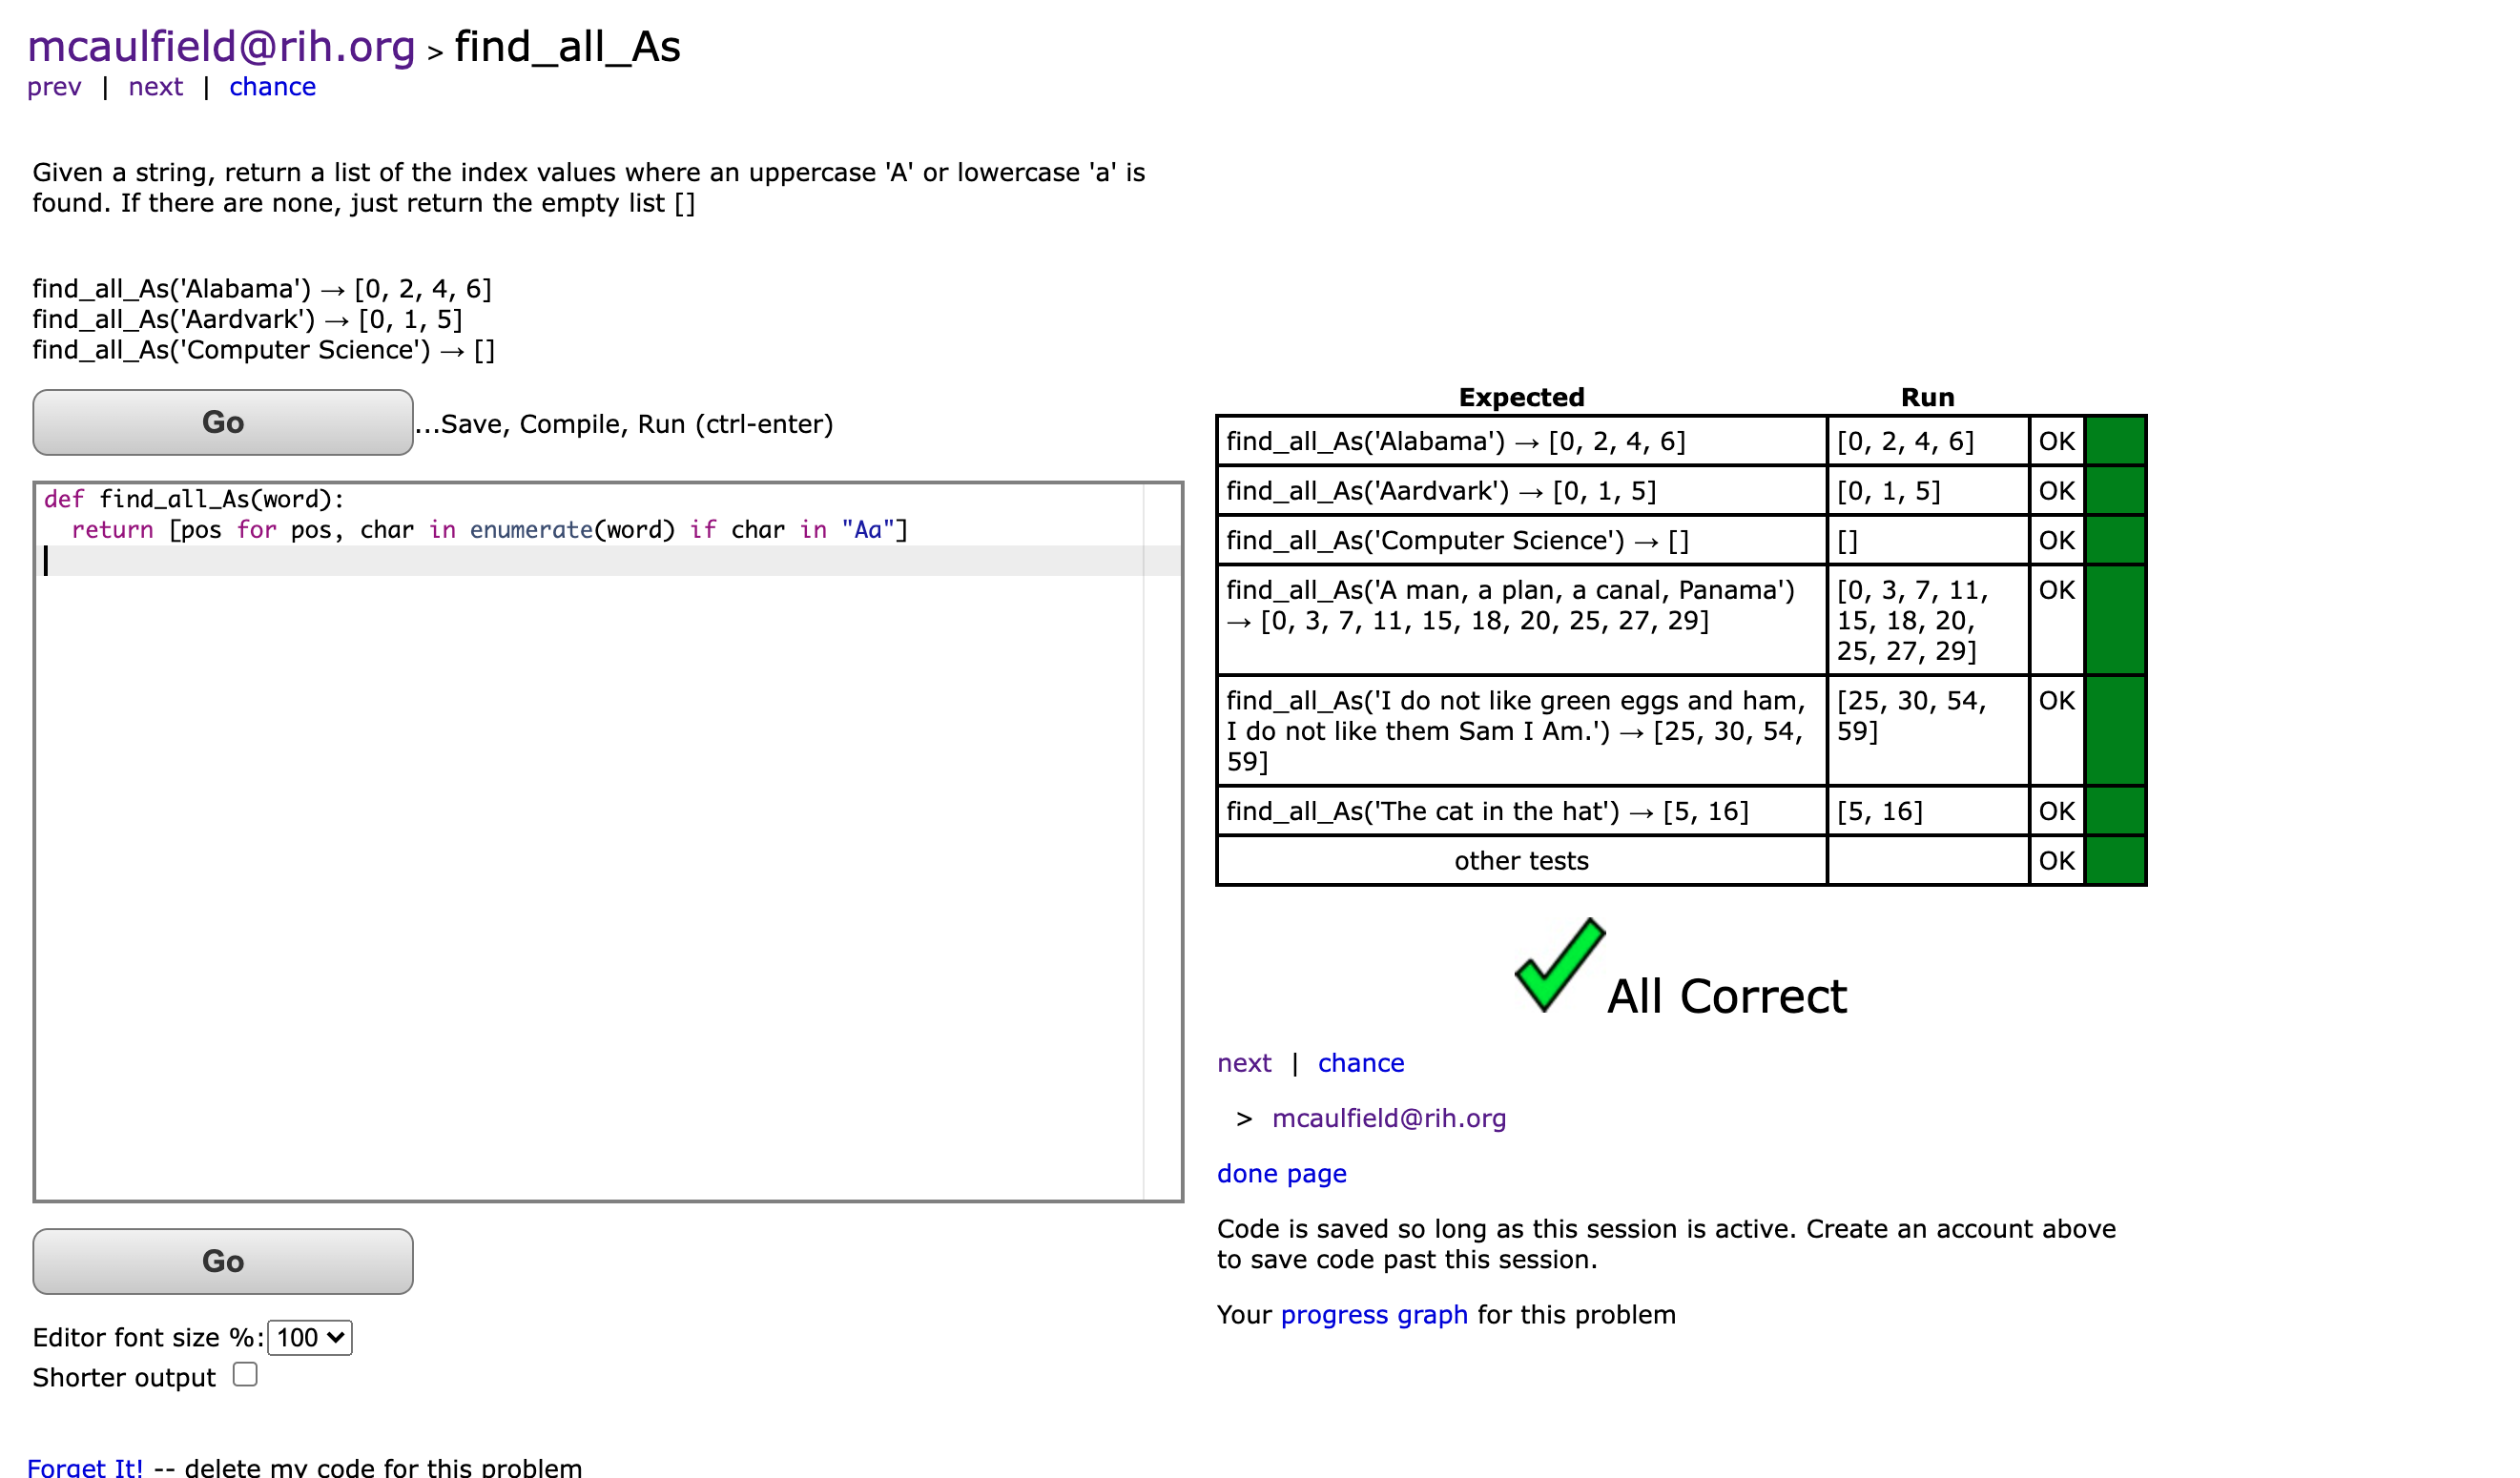 mcaulfield@rih.org > find_all_As
prev | next | chance
Given a string, return a list of the index values where an uppercase 'A' or lowercase 'a' is
found. If there are none, just return the empty list []
find_all_As('Alabama') → [0, 2, 4, 6]
find_all_As('Aardvark') → [0, 1, 5]
find_all_As('Computer Science') → []
Go
...Save, Compile, Run (ctrl-enter)
def find_all_As(word):
  return [pos for pos, char in enumerate(word) if char in "Aa"]
Go
Editor font size %: 100
Shorter output
Forget It! -- delete my code for this problem
Expected Run
find_all_As('Alabama') → [0, 2, 4, 6] [0, 2, 4, 6] OK
find_all_As('Aardvark') → [0, 1, 5] [0, 1, 5] OK
find_all_As('Computer Science') → [] [] OK
find_all_As('A man, a plan, a canal, Panama') [0, 3, 7, 11, OK
→ [0, 3, 7, 11, 15, 18, 20, 25, 27, 29] 15, 18, 20,
25, 27, 29]
find_all_As('I do not like green eggs and ham, [25, 30, 54, OK
I do not like them Sam I Am.') → [25, 30, 54, 59]
59]
find_all_As('The cat in the hat') → [5, 16] [5, 16] OK
other tests OK
All Correct
next | chance
> mcaulfield@rih.org
done page
Code is saved so long as this session is active. Create an account above
to save code past this session.
Your progress graph for this problem